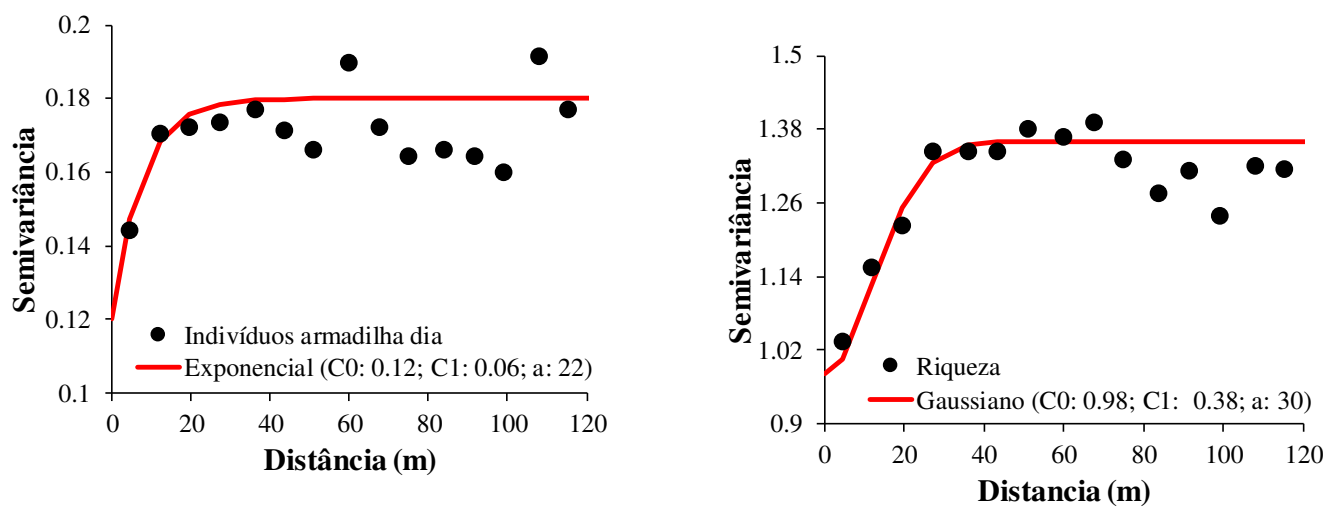 0.2
0.18
0.16
0.14
0.12
0.1
Semivariância
0 20 40 60 80 100 120
Distância (m)
Indivíduos armadilha dia
Exponencial (C0: 0.12; C1: 0.06; a: 22)
1.5
1.38
1.26
1.14
1.02
0.9
Semivariância
0 20 40 60 80 100 120
Distancia (m)
Riqueza
Gaussiano (C0: 0.98; C1:  0.38; a: 30)